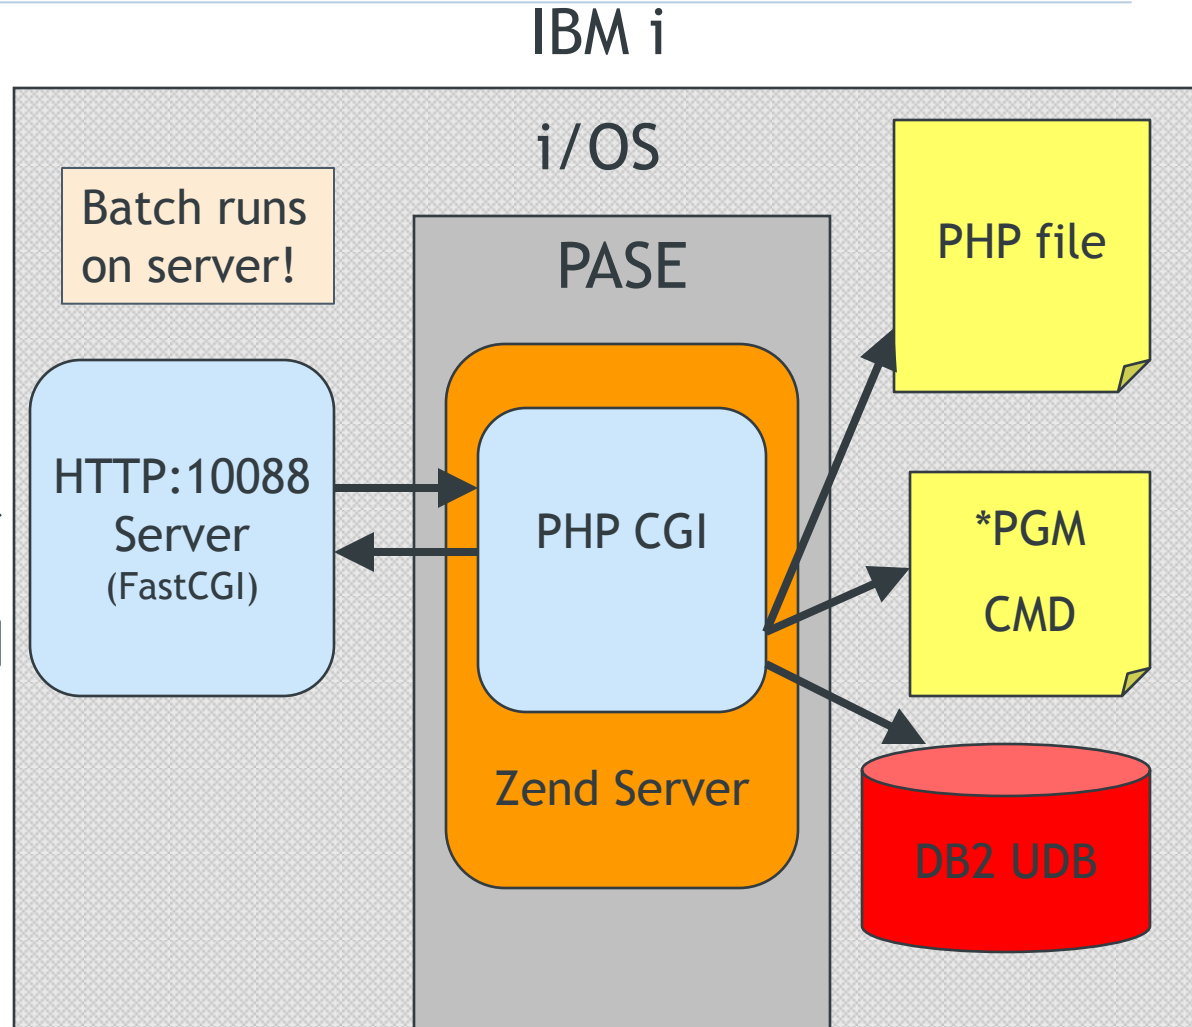 IBM i
i/OS
Batch runs
on server!
PASE
PHP file
HTTP:10088
Server
(FastCGI)
PHP CGI
*PGM
CMD
Zend Server
DB2 UDB